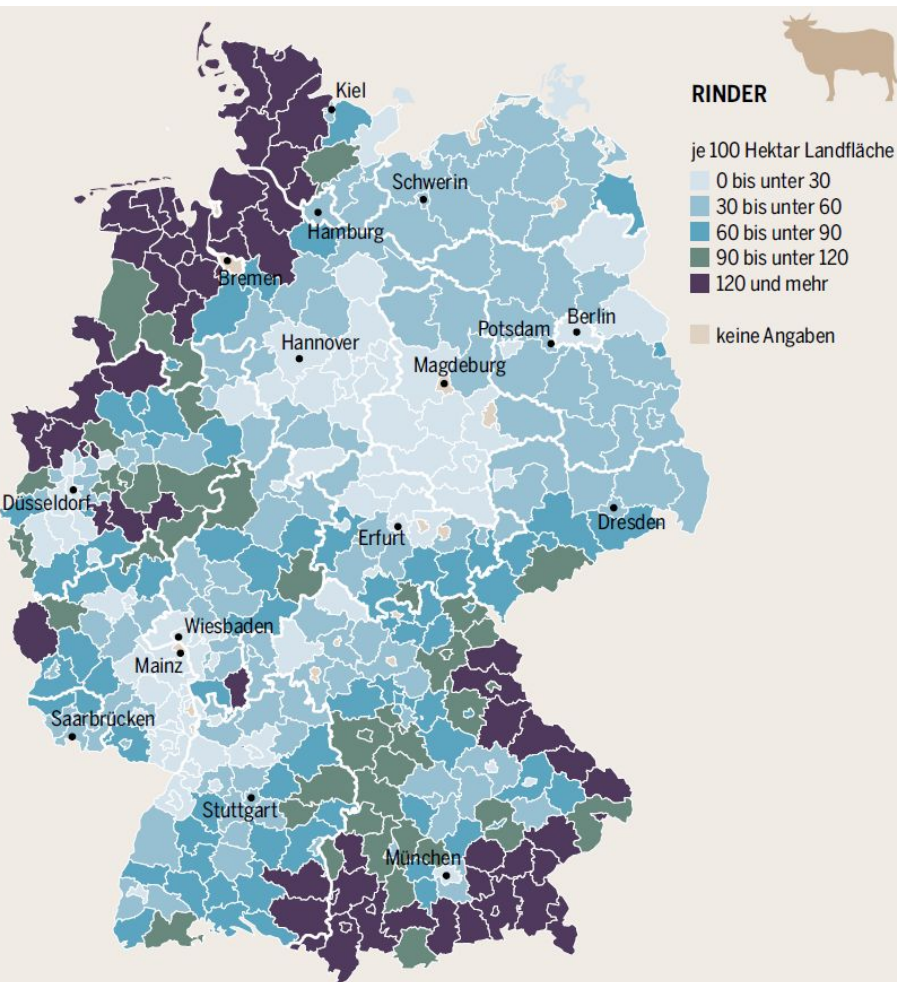 RINDER
je 100 Hektar Landfläche
0 bis unter 30
30 bis unter 60
60 bis unter 90
90 bis unter 120
120 und mehr
keine Angaben
Kiel
Schwerin
Hamburg
Bremen
Berlin
Potsdam
Hannover
Magdeburg
Düsseldorf
Dresden
Erfurt
Wiesbaden
Mainz
Saarbrücken
Stuttgart
München